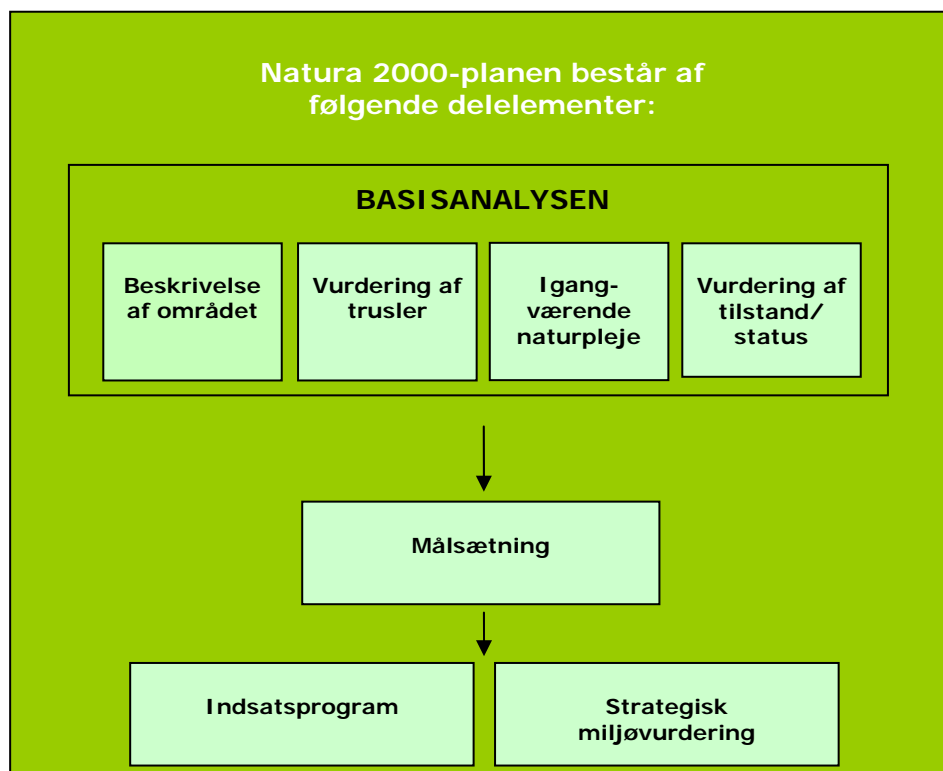 Natura 2000-planen består af
følgende delelementer:
BASISANALYSEN
Beskrivelse
af området
Vurdering af
trusler
Igang-
værende
naturpleje
Vurdering af
tilstand/
status
Målsætning
Indsatsprogram
Strategisk
miljøvurdering